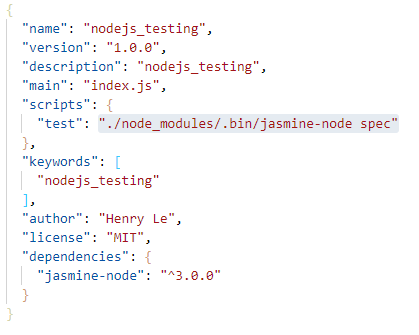 {
  "name": "nodejs_testing",
  "version": "1.0.0",
  "description": "nodejs_testing",
  "main": "index.js",
  "scripts": {
    "test": "./node_modules/.bin/jasmine-node spec"
  },
  "keywords": [
    "nodejs_testing"
  ],
  "author": "Henry Le",
  "license": "MIT",
  "dependencies": {
    "jasmine-node": "^3.0.0"
  }
}